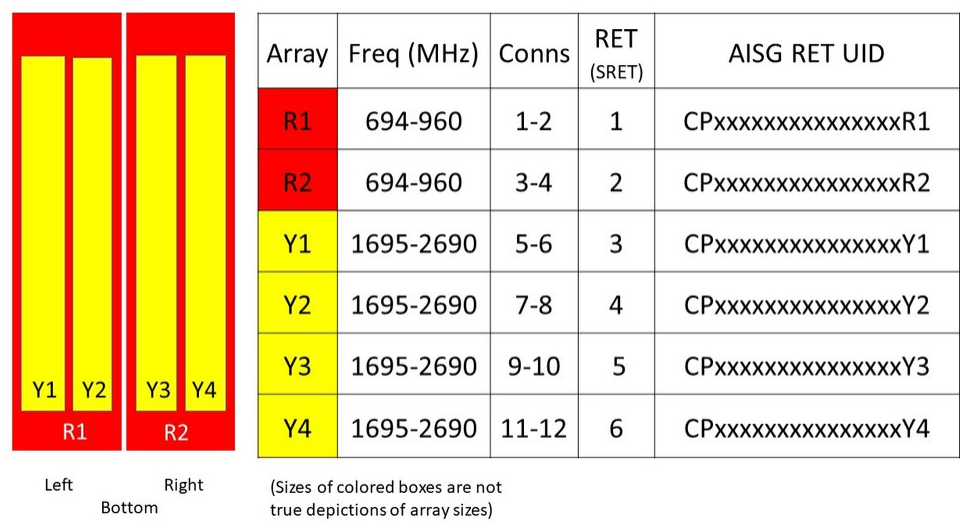 Array Freq (MHz) Conns RET (SRET) AISG RET UID
R1 694-960 1-2 1 CPxxxxxxxxxxxxxxxR1
R2 694-960 3-4 2 CPxxxxxxxxxxxxxxxR2
Y1 1695-2690 5-6 3 CPxxxxxxxxxxxxxxxY1
Y2 1695-2690 7-8 4 CPxxxxxxxxxxxxxxxY2
Y3 1695-2690 9-10 5 CPxxxxxxxxxxxxxxxY3
Y4 1695-2690 11-12 6 CPxxxxxxxxxxxxxxxY4
Y1 Y2 Y3 Y4
R1 R2
Left Right
Bottom
(Sizes of colored boxes are not
true depictions of array sizes)